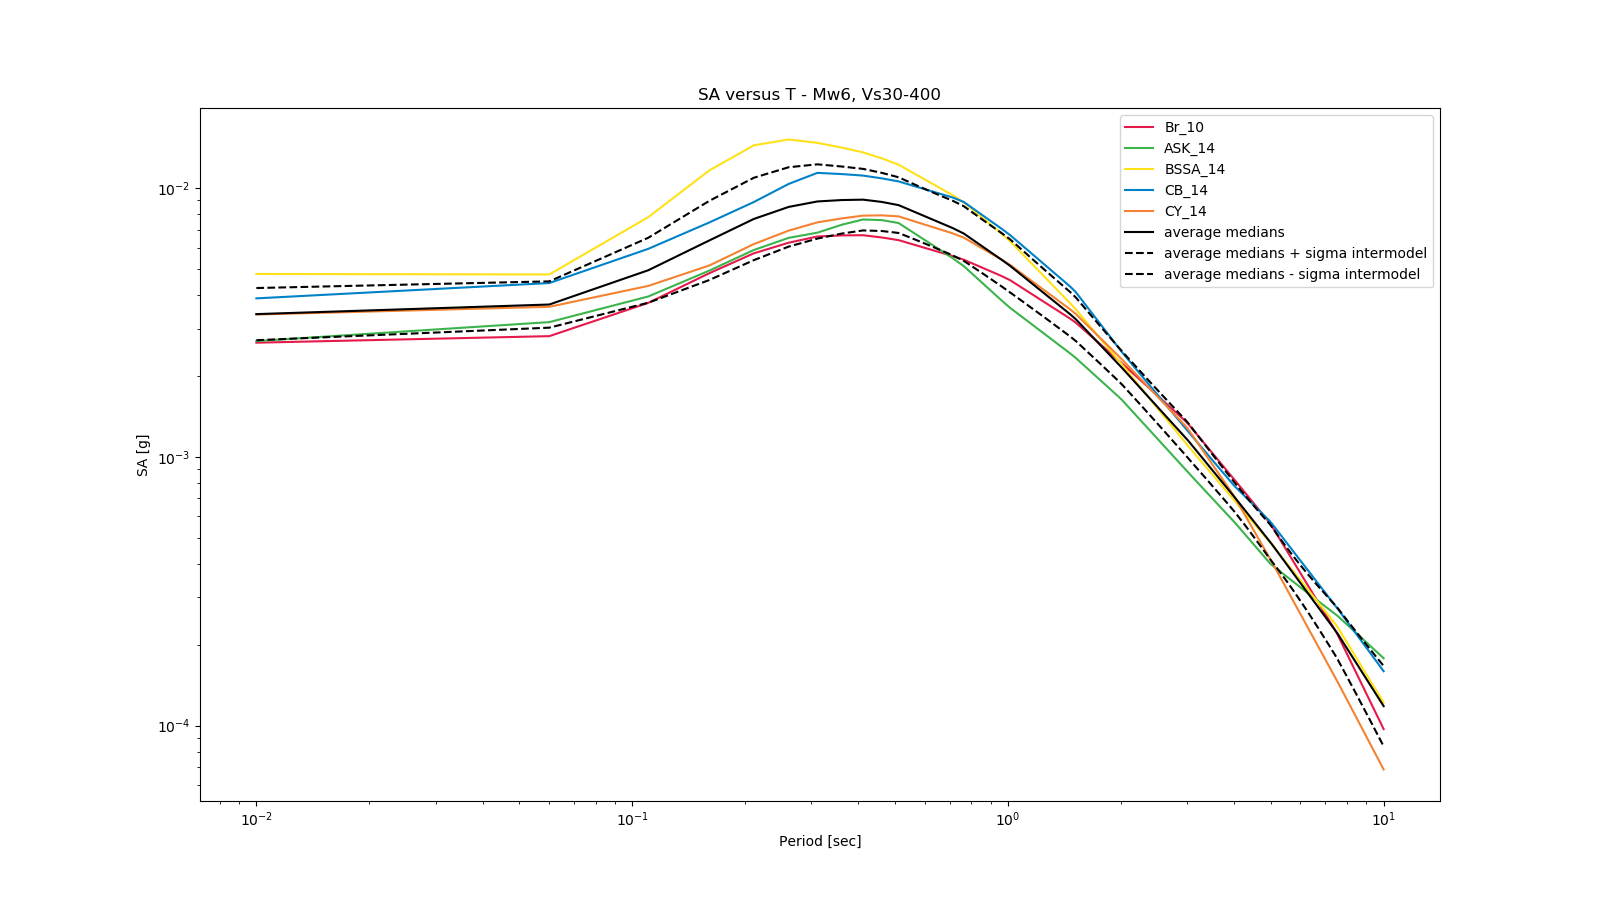 SA versus T - Mw6, Vs30-400
Br_10
ASK_14
BSSA_14
CB_14
CY_14
average medians
average medians + sigma intermodel
average medians - sigma intermodel
SA [g]
10⁻²
10⁻³
10⁻⁴
10⁻² 10⁻¹ 10⁰ 10¹
Period [sec]